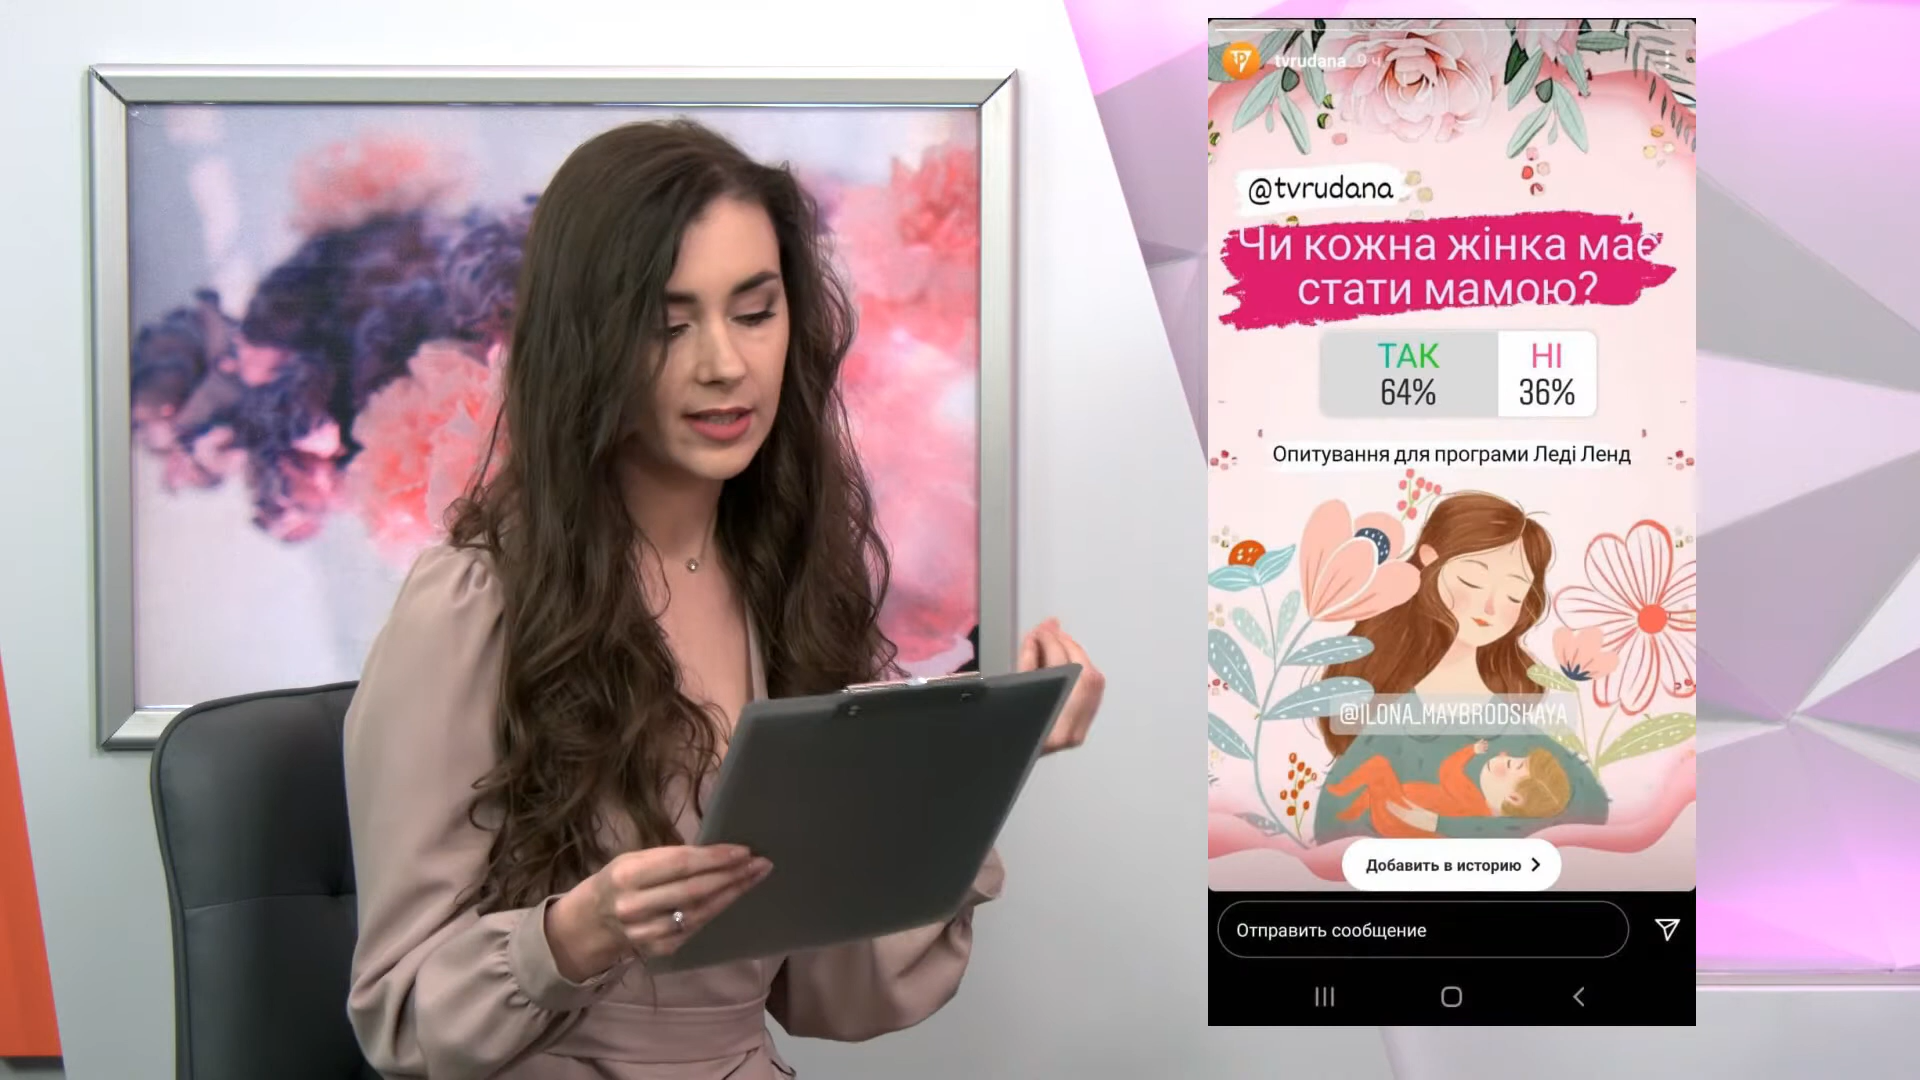 tvrudana 9 ч.
@tvrudana
Чи кожна жінка має
стати мамою?
ТАК НІ
64% 36%
Опитування для програми Леді Ленд
@ILONA_MAYBRODSKAYA
Добавить в историю
Отправить сообщение